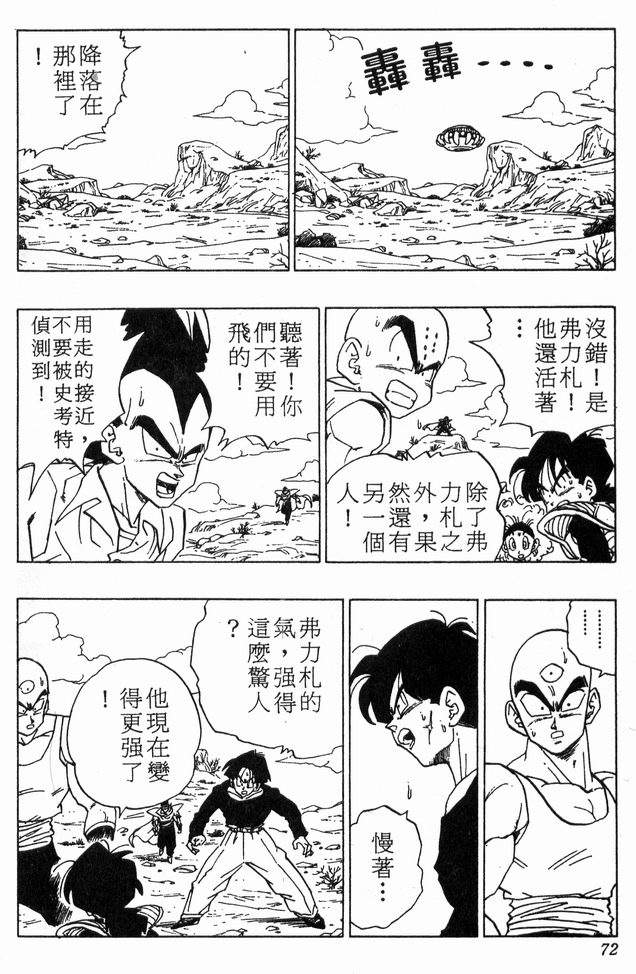 轟轟‥‥
降落在
那裡了
！
沒錯！是
弗力札！
他還活著
…
除了弗
力札之
外，果
然還有
另一個
人！
聽著！你
們不要用
飛的！
用走的接近，
不要被史考特
偵測到！
……
慢著…
弗力札的
氣，强得
這麼驚人
？
他現在變
得更强了
！
72